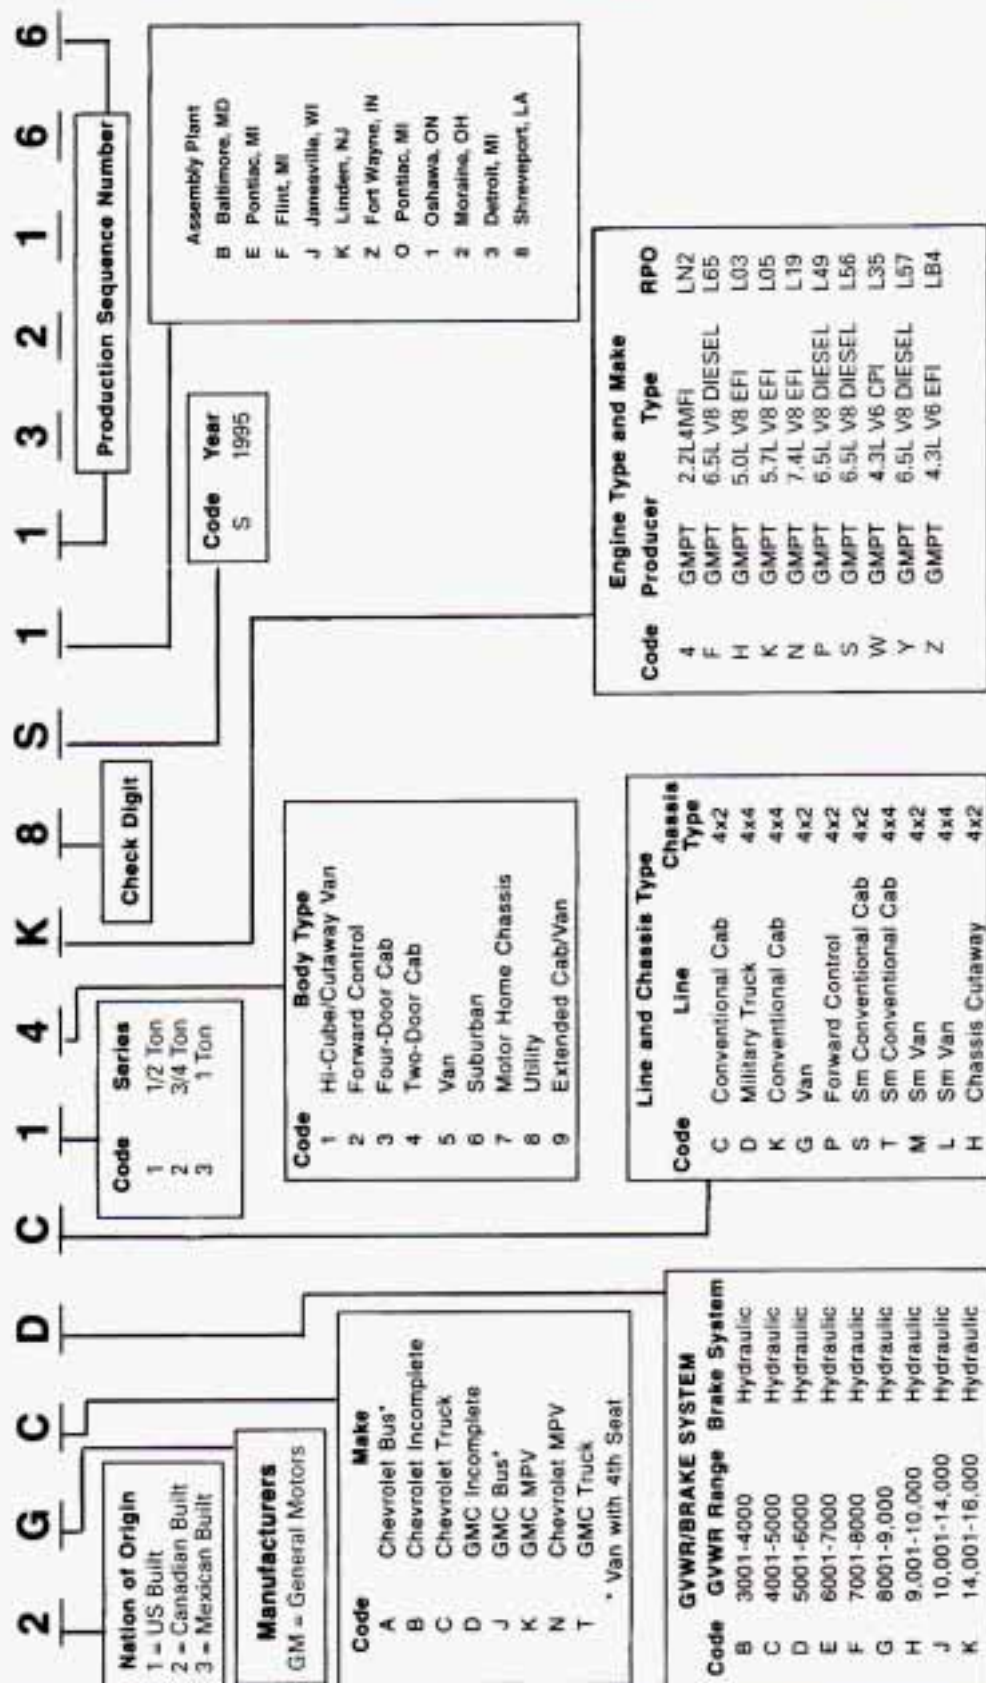 2 G C D C 1 4 K 8 S 1 1 3 2 1 6 6
Nation of Origin
1 = US Built
2 = Canadian Built
3 = Mexican Built
Manufacturers
GM = General Motors
Code Make
A Chevrolet Bus*
B Chevrolet Incomplete
C Chevrolet Truck
D GMC Incomplete
J GMC Bus*
K GMC MPV
N Chevrolet MPV
T GMC Truck
* Van with 4th Seat
GVWR/BRAKE SYSTEM
Code GVWR Range Brake System
B 3001-4000 Hydraulic
C 4001-5000 Hydraulic
D 5001-6000 Hydraulic
E 6001-7000 Hydraulic
F 7001-8000 Hydraulic
G 8001-9,000 Hydraulic
H 9,001-10,000 Hydraulic
J 10,001-14,000 Hydraulic
K 14,001-16,000 Hydraulic
Code Series
1 1/2 Ton
2 3/4 Ton
3 1 Ton
Code Body Type
1 Hi-Cube/Cutaway Van
2 Forward Control
3 Four-Door Cab
4 Two-Door Cab
5 Van
6 Suburban
7 Motor Home Chassis
8 Utility
9 Extended Cab/Van
Line and Chassis Type
Code Line Chassis Type
C Conventional Cab 4x2
D Military Truck 4x4
K Conventional Cab 4x4
G Van 4x2
P Forward Control 4x2
S Sm Conventional Cab 4x2
T Sm Conventional Cab 4x4
M Sm Van 4x2
L Sm Van 4x4
H Chassis Cutaway 4x2
Check Digit
Code Year
S 1995
Production Sequence Number
Assembly Plant
B Baltimore, MD
E Pontiac, MI
F Flint, MI
J Janesville, WI
K Linden, NJ
Z Fort Wayne, IN
O Pontiac, MI
1 Oshawa, ON
2 Moraine, OH
3 Detroit, MI
8 Shreveport, LA
Engine Type and Make
Code Producer Type RPO
4 GMPT 2.2L4MFI LN2
F GMPT 6.5L V8 DIESEL L65
H GMPT 5.0L V8 EFI L03
K GMPT 5.7L V8 EFI L05
N GMPT 7.4L V8 EFI L19
P GMPT 6.5L V8 DIESEL L49
S GMPT 6.5L V8 DIESEL L56
W GMPT 4.3L V6 CPI L35
Y GMPT 6.5L V8 DIESEL L57
Z GMPT 4.3L V6 EFI LB4